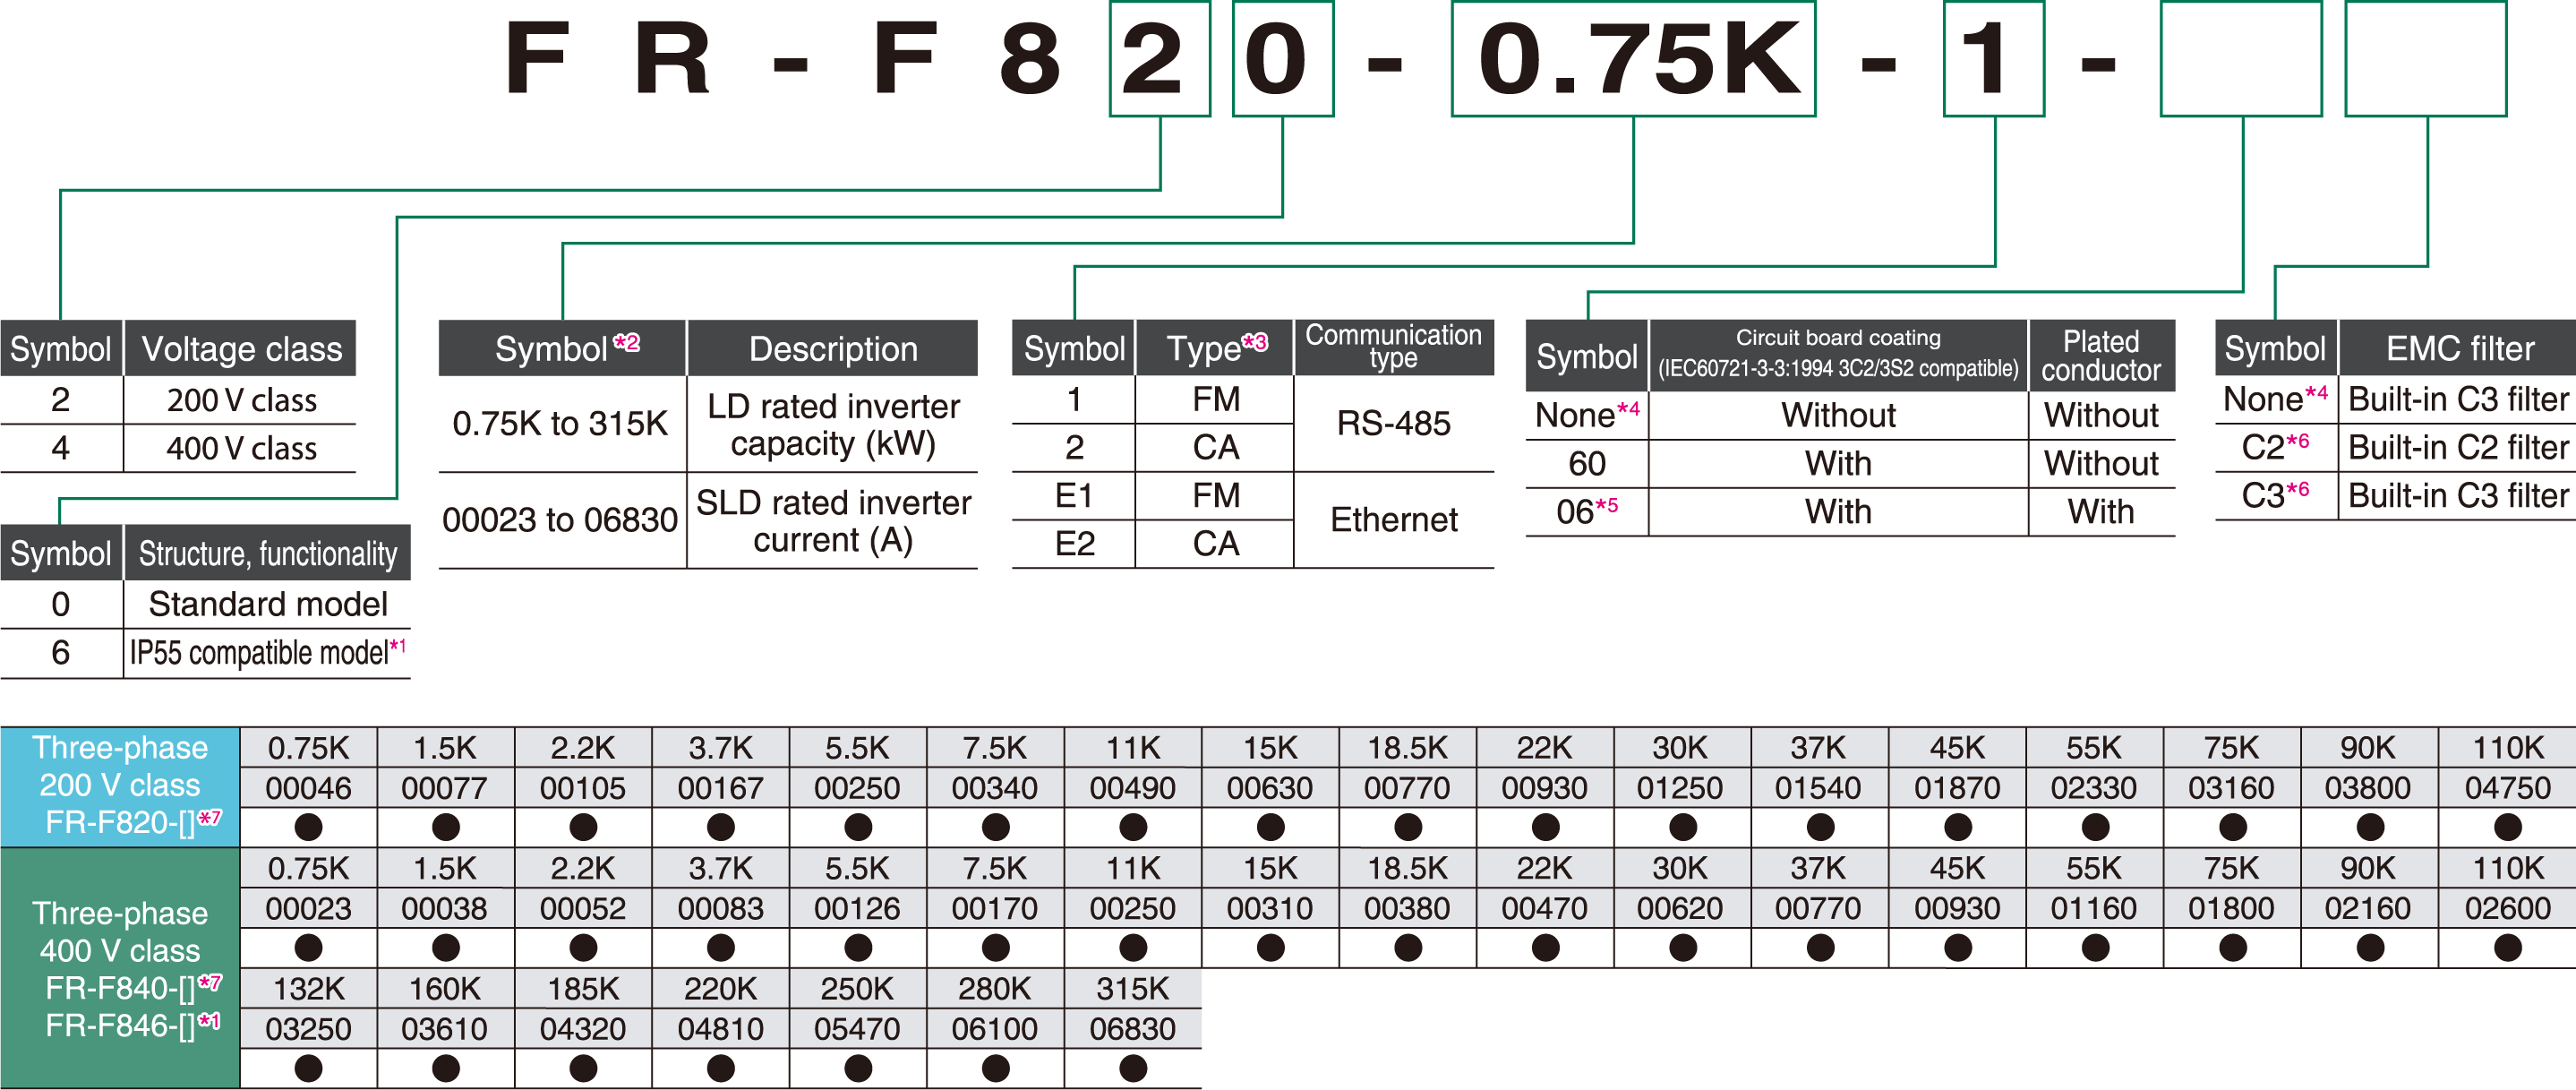 FR-F820-0.75K-1-
Symbol Voltage class
2 200 V class
4 400 V class
Symbol Structure, functionality
0 Standard model
6 IP55 compatible model*1
Symbol*2 Description
0.75K to 315K LD rated inverter
capacity (kW)
00023 to 06830 SLD rated inverter
current (A)
Symbol Type*3 Communication
type
1 FM RS-485
2 CA
E1 FM Ethernet
E2 CA
Symbol Circuit board coating
(IEC60721-3-3:1994 3C2/3S2 compatible) Plated
conductor
None*4 Without Without
60 With Without
06*5 With With
Symbol EMC filter
None*4 Built-in C3 filter
C2*6 Built-in C2 filter
C3*6 Built-in C3 filter
Three-phase
200 V class
FR-F820-[]*7
0.75K 1.5K 2.2K 3.7K 5.5K 7.5K 11K 15K 18.5K 22K 30K 37K 45K 55K 75K 90K 110K
00046 00077 00105 00167 00250 00340 00490 00630 00770 00930 01250 01540 01870 02330 03160 03800 04750
● ● ● ● ● ● ● ● ● ● ● ● ● ● ● ● ●
Three-phase
400 V class
FR-F840-[]*7
FR-F846-[]*1
0.75K 1.5K 2.2K 3.7K 5.5K 7.5K 11K 15K 18.5K 22K 30K 37K 45K 55K 75K 90K 110K
00023 00038 00052 00083 00126 00170 00250 00310 00380 00470 00620 00770 00930 01160 01800 02160 02600
● ● ● ● ● ● ● ● ● ● ● ● ● ● ● ● ●
132K 160K 185K 220K 250K 280K 315K
03250 03610 04320 04810 05470 06100 06830
● ● ● ● ● ● ●